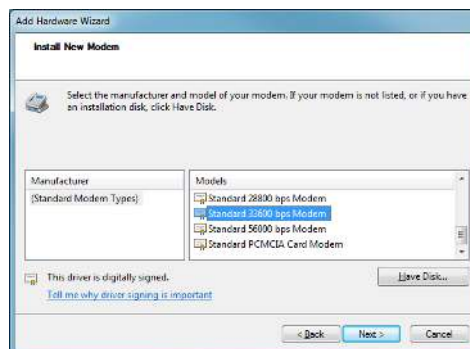 Add Hardware Wizard
Install New Modem
Select the manufacturer and model of your modem. If your modem is not listed, or if you have
an installation disk, click Have Disk.
Manufacturer
(Standard Modem Types)
Models
Standard 28800 bps Modem
Standard 33600 bps Modem
Standard 56000 bps Modem
Standard PCMCIA Card Modem
This driver is digitally signed.
Tell me why driver signing is important
Have Disk...
< Back
Next >
Cancel